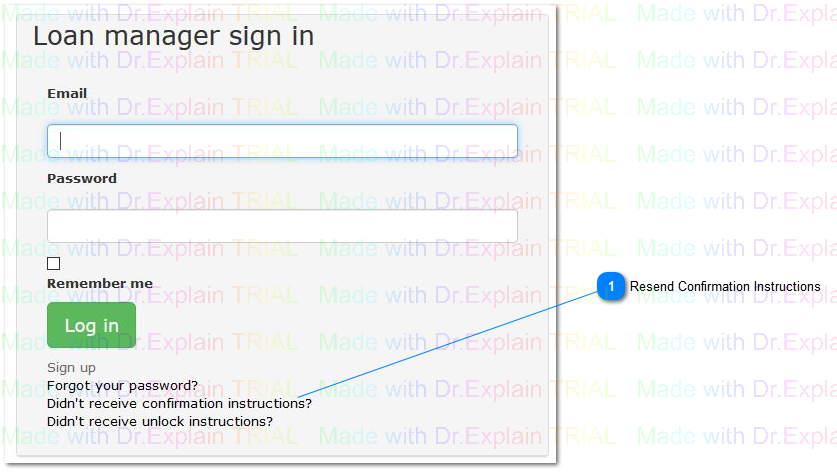 Loan manager sign in
Email
Password
Remember me
1 Resend Confirmation Instructions
Log in
Sign up
Forgot your password?
Didn't receive confirmation instructions?
Didn't receive unlock instructions?
Made with Dr.Explain TRIAL